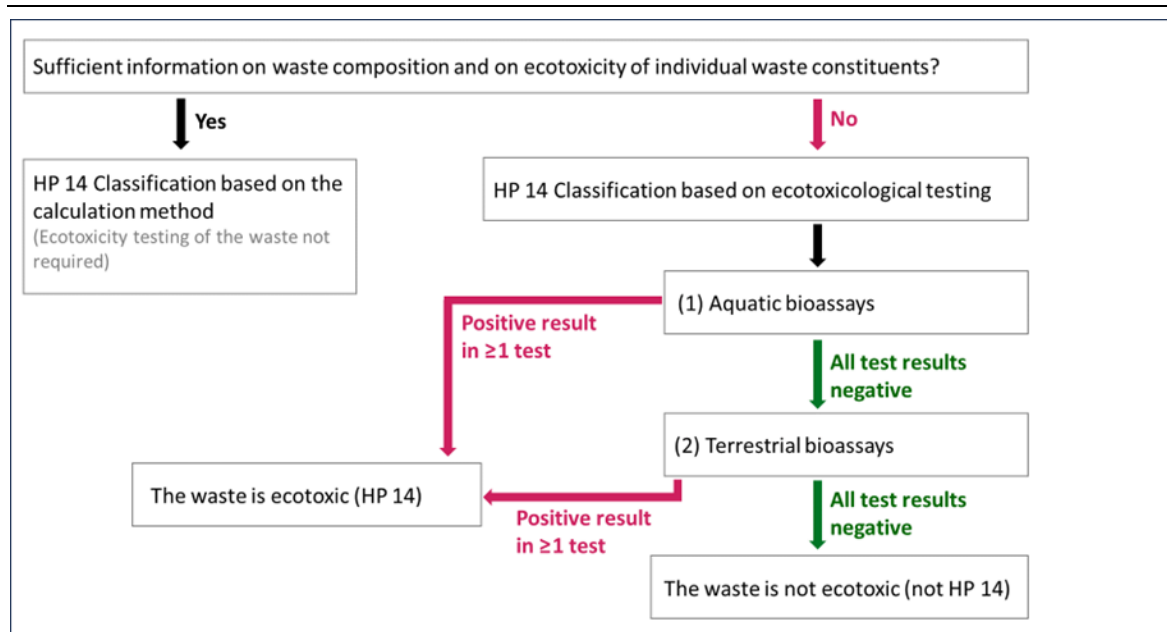 Sufficient information on waste composition and on ecotoxicity of individual waste constituents?
Yes
No
HP 14 Classification based on the
calculation method
(Ecotoxicity testing of the waste not
required)
HP 14 Classification based on ecotoxicological testing
(1) Aquatic bioassays
Positive result
in ≥1 test
All test results
negative
(2) Terrestrial bioassays
The waste is ecotoxic (HP 14)
Positive result
in ≥1 test
All test results
negative
The waste is not ecotoxic (not HP 14)